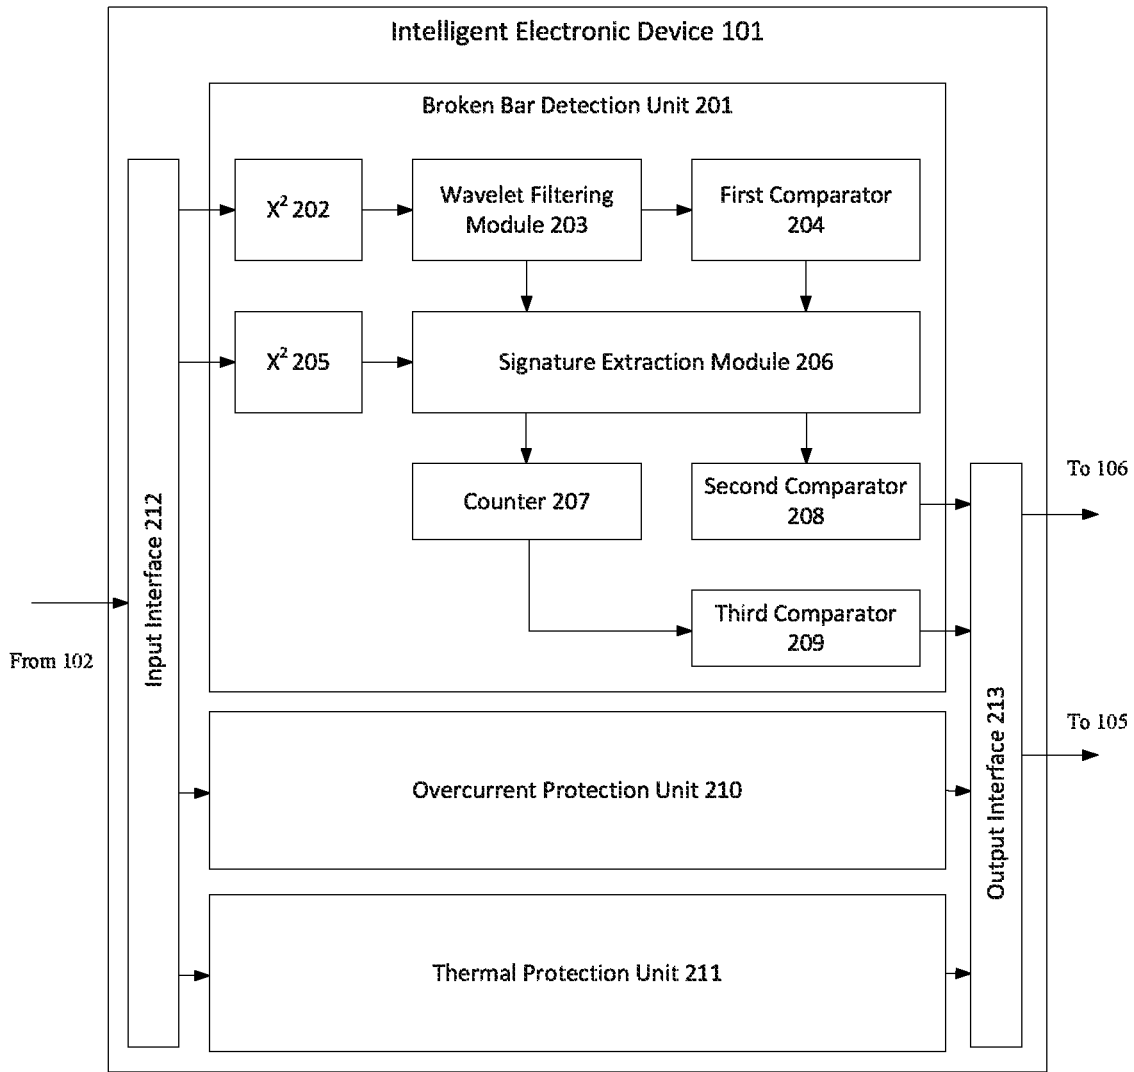 Intelligent Electronic Device 101
Broken Bar Detection Unit 201
X² 202
Wavelet Filtering
Module 203
First Comparator
204
X² 205
Signature Extraction Module 206
Counter 207
Second Comparator
208
Third Comparator
209
Input Interface 212
From 102
Overcurrent Protection Unit 210
Thermal Protection Unit 211
Output Interface 213
To 106
To 105